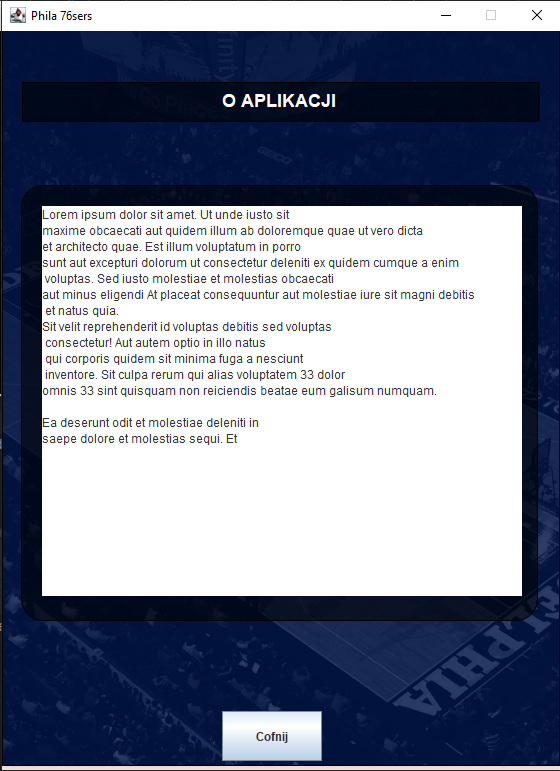 Phila 76sers
O APLIKACJI
Lorem ipsum dolor sit amet. Ut unde iusto sit
maxime obcaecati aut quidem illum ab doloremque quae ut vero dicta
et architecto quae. Est illum voluptatum in porro
sunt aut excepturi dolorum ut consectetur deleniti ex quidem cumque a enim
voluptas. Sed iusto molestiae et molestias obcaecati
aut minus eligendi At placeat consequuntur aut molestiae iure sit magni debitis
et natus quia.
Sit velit reprehenderit id voluptas debitis sed voluptas
consectetur! Aut autem optio in illo natus
qui corporis quidem sit minima fuga a nesciunt
inventore. Sit culpa rerum qui alias voluptatem 33 dolor
omnis 33 sint quisquam non reiciendis beatae eum galisum numquam.
Ea deserunt odit et molestiae deleniti in
saepe dolore et molestias sequi. Et
ELPHIA
Cofnij